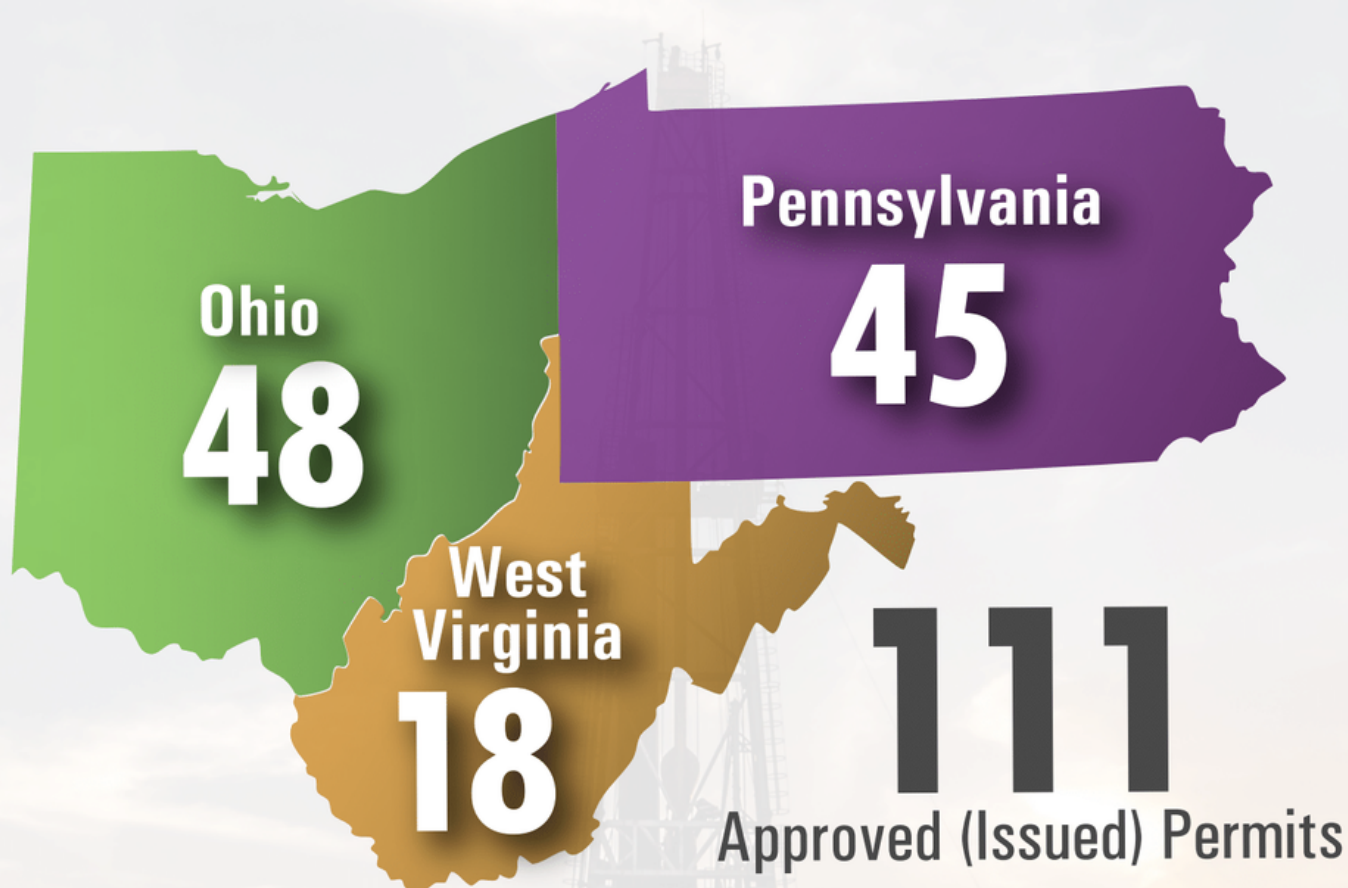 Pennsylvania
45
Ohio
48
West
Virginia
18
111
Approved (Issued) Permits